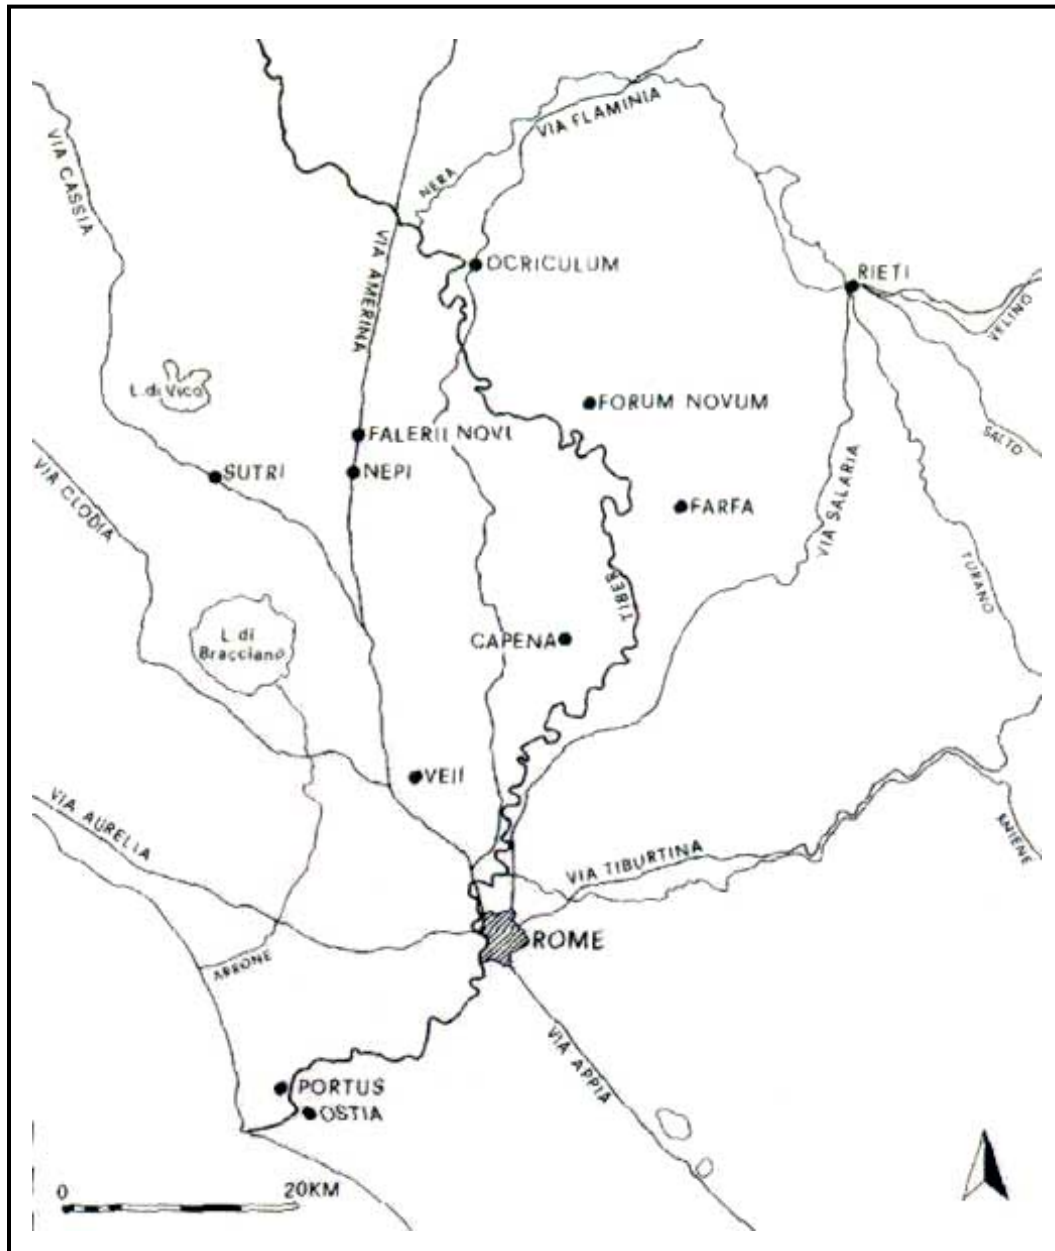 VIA FLAMINIA
VIA CASSIA
NERA
VIA AMERINA
OCRICULUM
RIETI
VELINO
L. di Vico
FORUM NOVUM
FALERII NOVI
SALTO
SUTRI
NEPI
VIA CLODIA
FARFA
VIA SALARIA
TURANO
TIBER
L. di
Bracciano
CAPENA
VEII
VIA AURELIA
ANIENE
VIA TIBURTINA
ROME
ARRONE
VIA APPIA
PORTUS
OSTIA
0 20KM